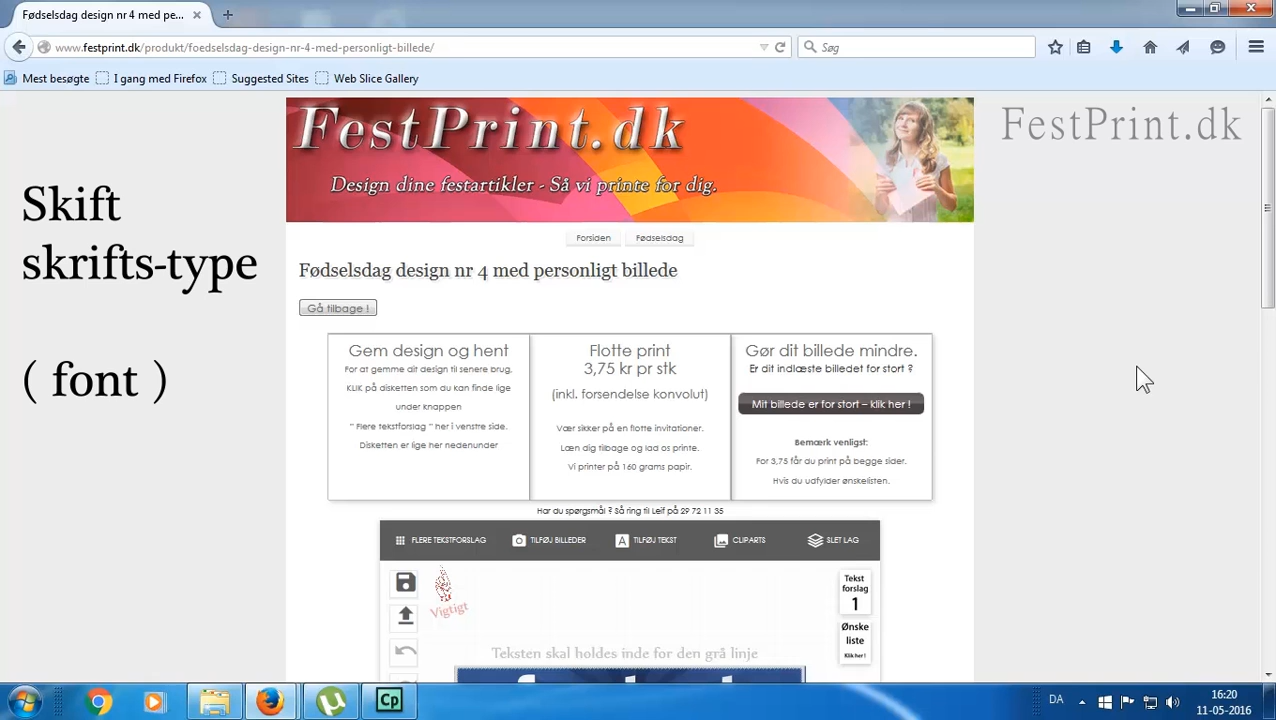 Fødselsdag design nr 4 med pe...
www.festprint.dk/produkt/foedselsdag-design-nr-4-med-personligt-billede/
Søg
Mest besøgte
I gang med Firefox
Suggested Sites
Web Slice Gallery
FestPrint.dk
Design dine festartikler - Så vi printe for dig.
FestPrint.dk
Skift
skrifts-type
( font )
Forsiden
Fødselsdag
Fødselsdag design nr 4 med personligt billede
Gå tilbage !
Gem design og hent
For at gemme dit design til senere brug,
KLIK på disketten som du kan finde lige
under knappen
" Flere tekstforslag " her i venstre side.
Disketten er lige her nedenunder
Flotte print
3,75 kr pr stk
(inkl. forsendelse konvolut)
Vær sikker på en flotte invitationer.
Læn dig tilbage og lad os printe.
Vi printer på 160 grams papir.
Gør dit billede mindre.
Er dit indlæste billedet for stort ?
Mit billede er for stort – klik her !
Bemærk venligst:
For 3,75 får du print på begge sider.
Hvis du udfylder ønskelisten.
Har du spørgsmål ? Så ring til Leif på 29 72 11 35
FLERE TEKSTFORSLAG
TILFØJ BILLEDER
A
TILFØJ TEKST
CLIPARTS
SLET LAG
Vigtigt
Tekst
forslag
1
Ønske
liste
Klik her !
Teksten skal holdes inde for den grå linje
Cp
DA
16:20
11-05-2016